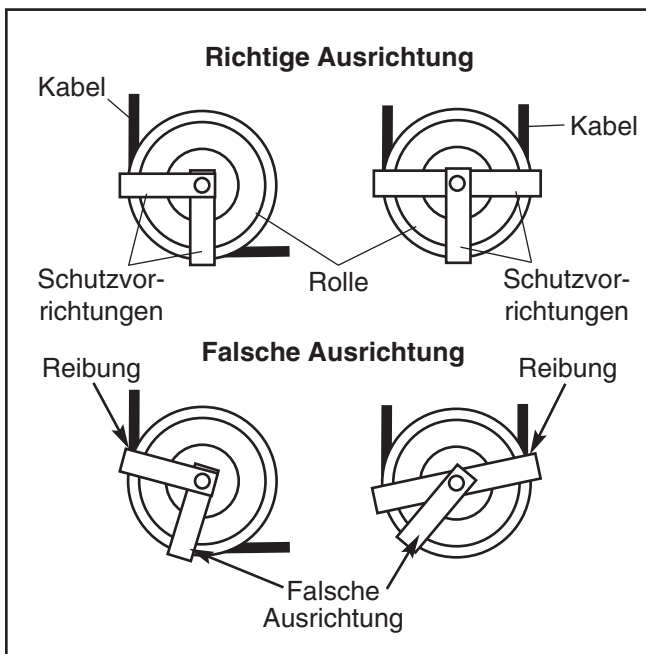 Richtige Ausrichtung
Kabel
Kabel
Schutzvor-
richtungen
Rolle
Schutzvor-
richtungen
Falsche Ausrichtung
Reibung
Reibung
Falsche
Ausrichtung